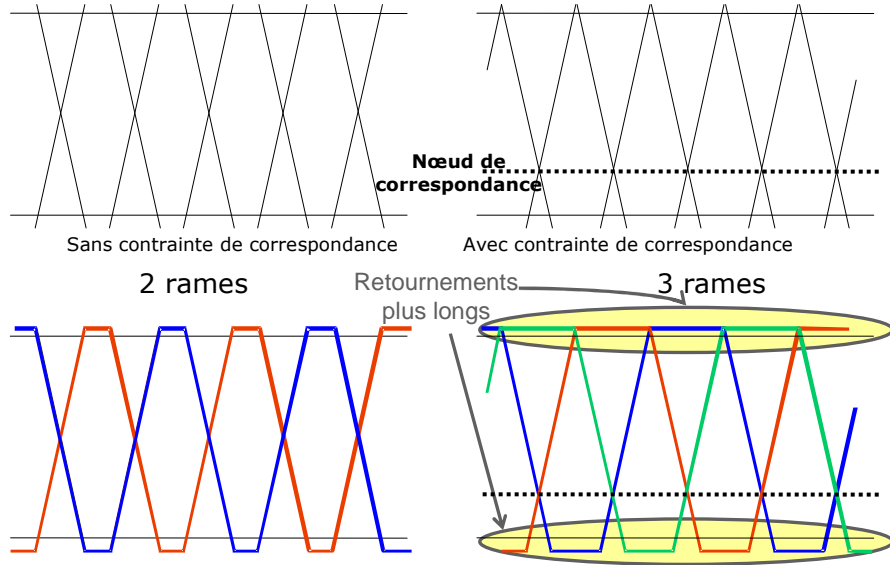 Nœud de
correspondance
Sans contrainte de correspondance
Avec contrainte de correspondance
2 rames
Retournements
plus longs
3 rames